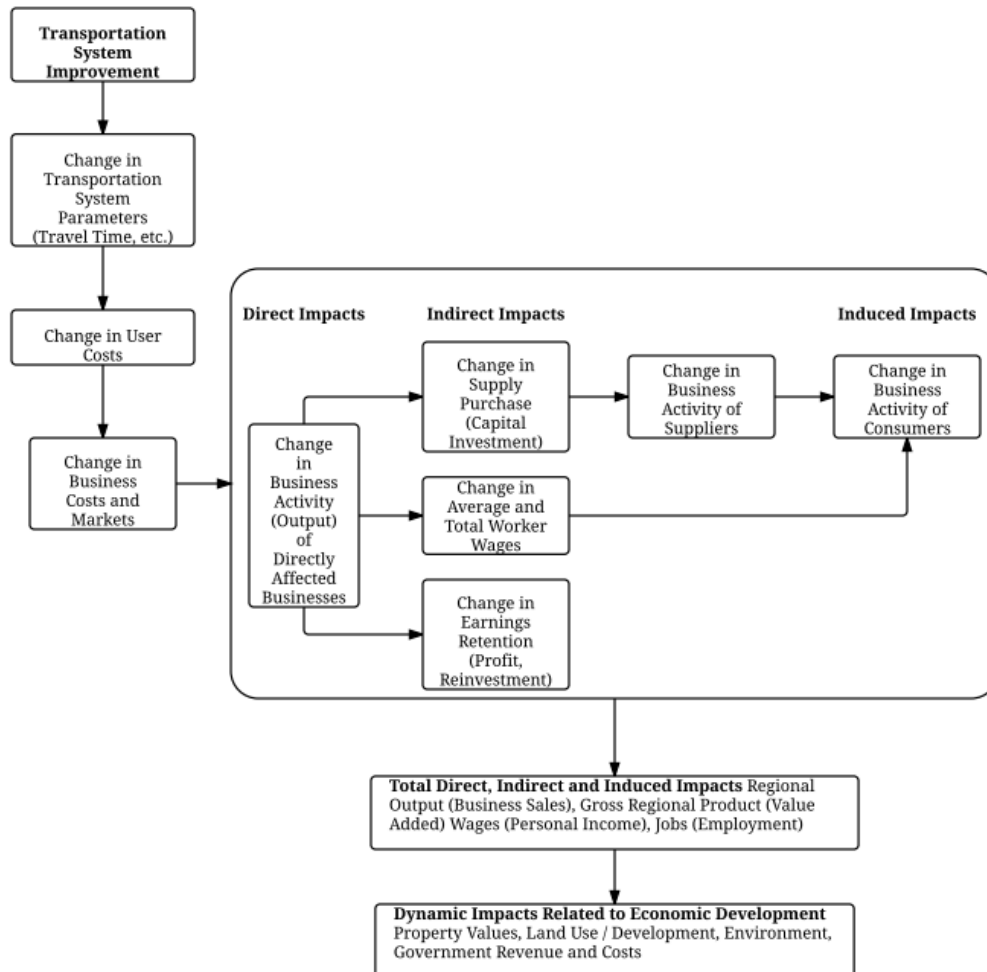 Transportation
System
Improvement
Change in
Transportation
System
Parameters
(Travel Time, etc.)
Change in User
Costs
Change in
Business
Costs and
Markets
Direct Impacts
Indirect Impacts
Induced Impacts
Change
in
Business
Activity
(Output)
of
Directly
Affected
Businesses
Change in
Supply
Purchase
(Capital
Investment)
Change in
Business
Activity of
Suppliers
Change in
Business
Activity of
Consumers
Change in
Average and
Total Worker
Wages
Change in
Earnings
Retention
(Profit,
Reinvestment)
Total Direct, Indirect and Induced Impacts Regional
Output (Business Sales), Gross Regional Product (Value
Added) Wages (Personal Income), Jobs (Employment)
Dynamic Impacts Related to Economic Development
Property Values, Land Use / Development, Environment,
Government Revenue and Costs